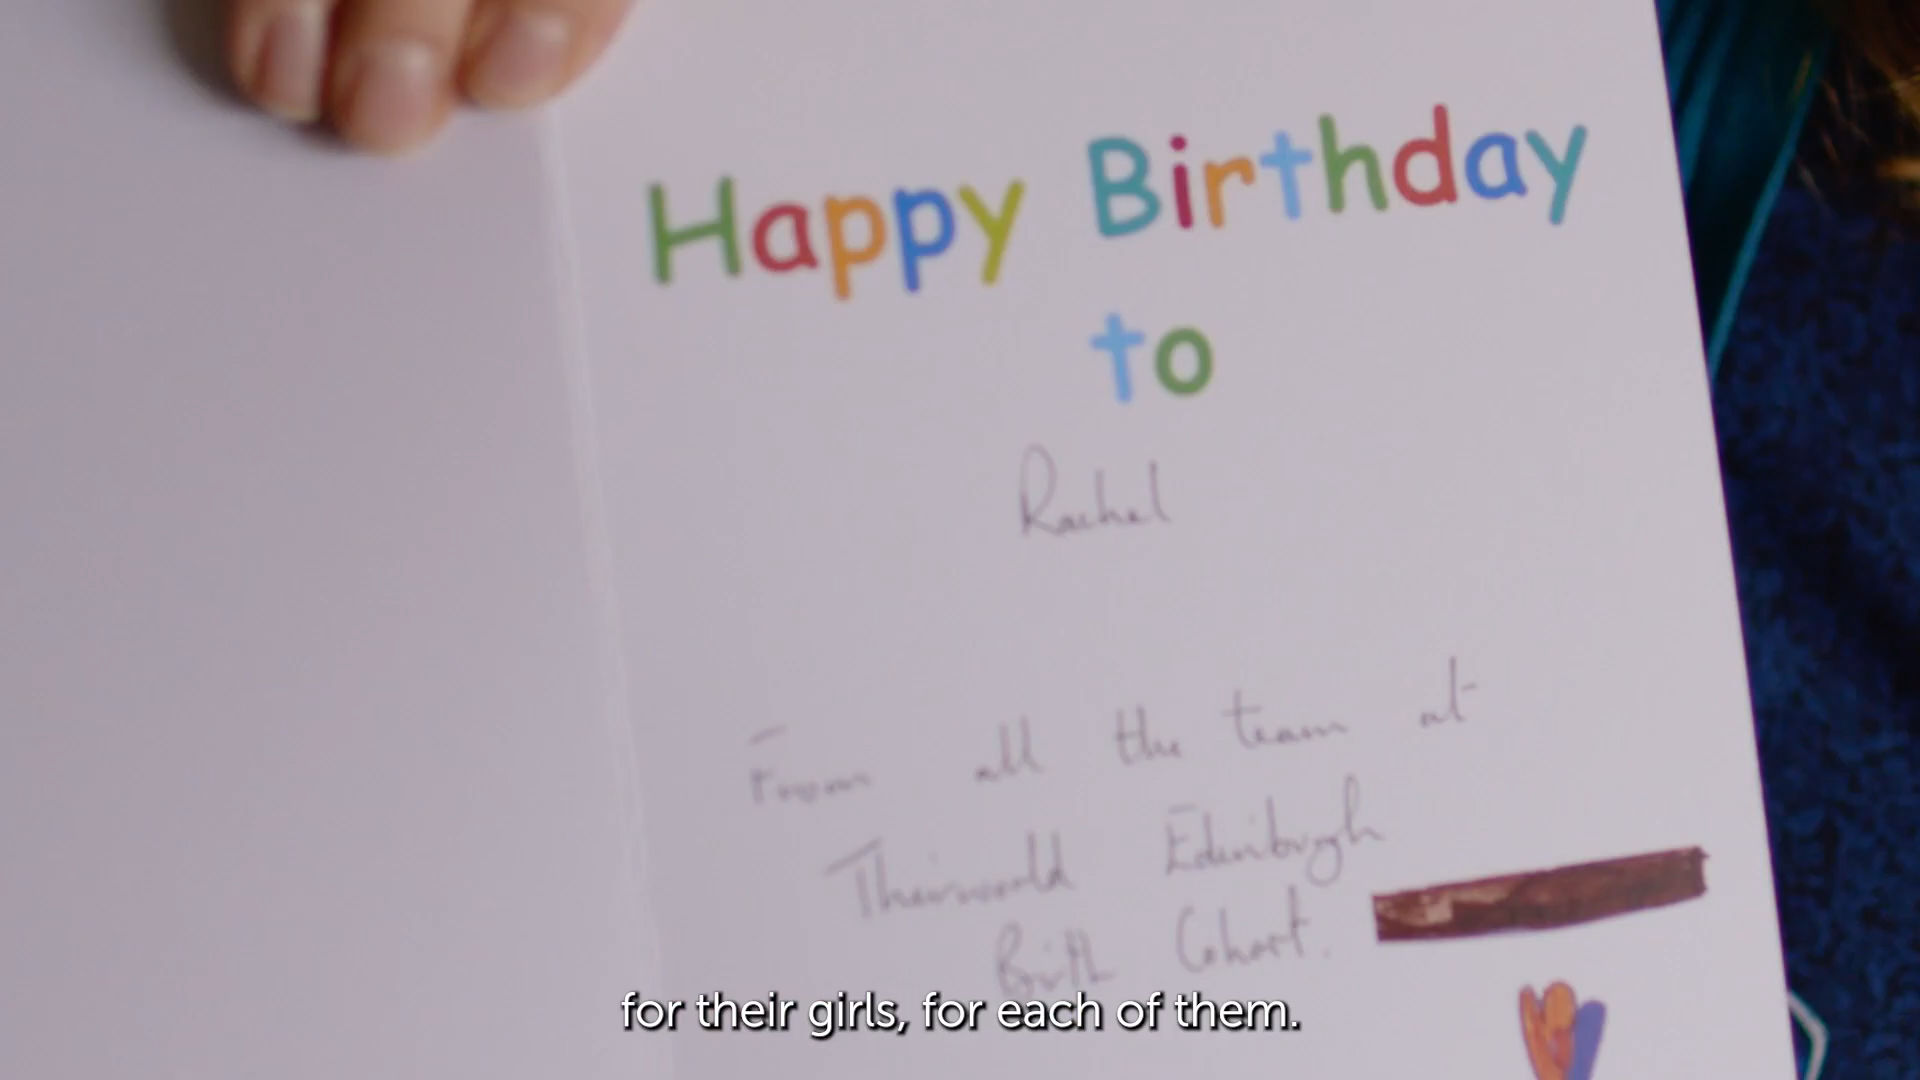 Happy Birthday
to
Rachel
From all the team at
Theirworld Edinburgh
Birth Cohort.
for their girls, for each of them.